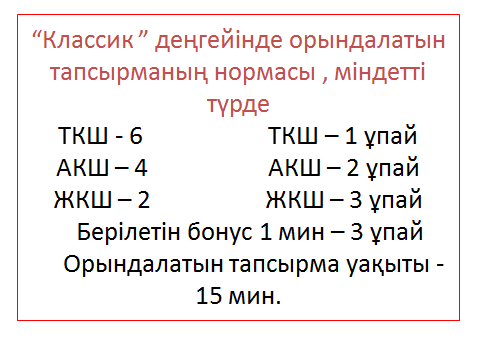 “Классик ” деңгейінде орындалатын
тапсырманың нормасы , міндетті
түрде
ТКШ - 6 ТКШ – 1 ұпай
АКШ – 4 АКШ – 2 ұпай
ЖКШ – 2 ЖКШ – 3 ұпай
Берілетін бонус 1 мин – 3 ұпай
Орындалатын тапсырма уақыты -
15 мин.